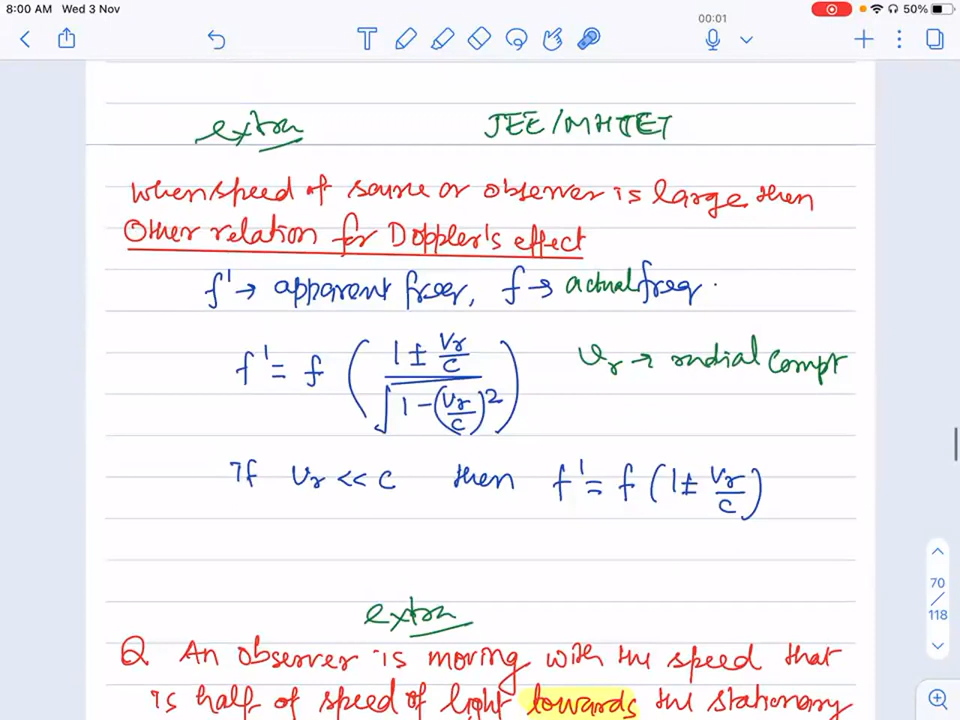 8:00 AM Wed 3 Nov
50%
00:01
extra
JEE/MHTCET
When speed of source or observer is large then
Other relation for Doppler's effect
f' → apparent freq, f → actual freq.
f' = f ( (1 ± Vr/c) / √(1 - (Vr/c)²) ) Vr → radial compt
If Vr << c then f' = f (1 ± Vr/c)
70
/
118
extra
Q. An observer is moving with the speed that
is half of speed of light towards the stationary